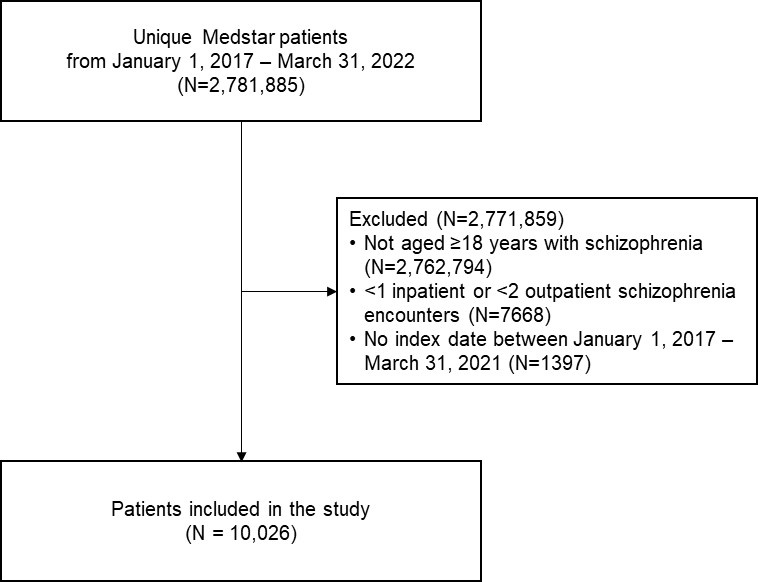 Unique Medstar patients
from January 1, 2017 – March 31, 2022
(N=2,781,885)
Excluded (N=2,771,859)
• Not aged ≥18 years with schizophrenia
(N=2,762,794)
• <1 inpatient or <2 outpatient schizophrenia
encounters (N=7668)
• No index date between January 1, 2017 –
March 31, 2021 (N=1397)
Patients included in the study
(N = 10,026)